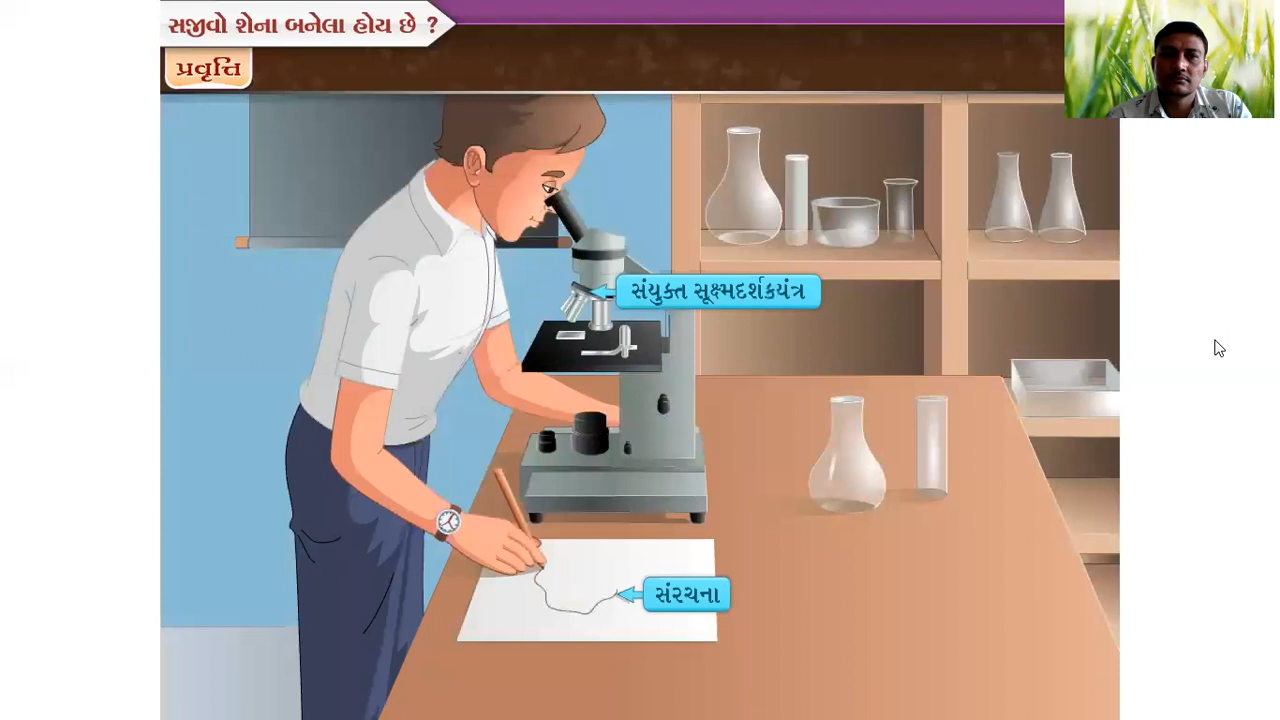 સજીવો શેના બનેલા હોય છે ?
પ્રવૃત્તિ
સંયુક્ત સૂક્ષ્મદર્શકયંત્ર
સંરચના